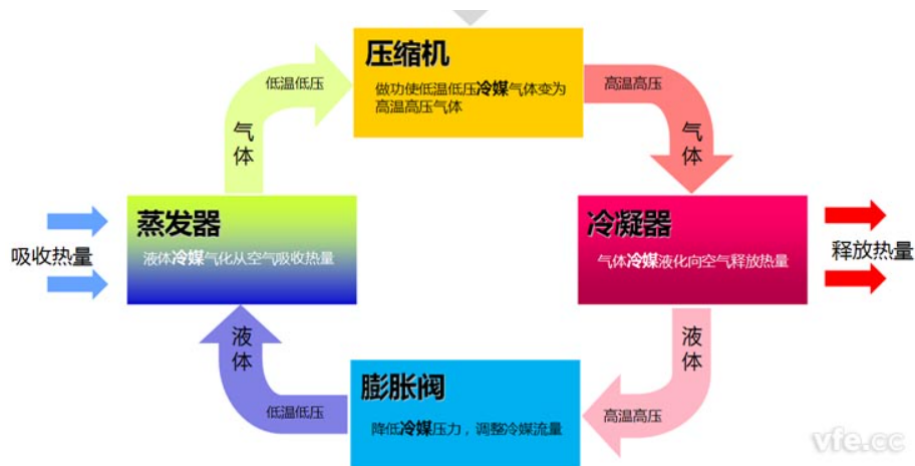 压缩机
做功使低温低压冷媒气体变为
高温高压气体
低温低压
高温高压
气体
气体
蒸发器
液体冷媒气化从空气吸收热量
冷凝器
气体冷媒液化向空气释放热量
吸收热量
释放热量
液体
液体
膨胀阀
降低冷媒压力，调整冷媒流量
低温低压
高温高压
vfe.cc